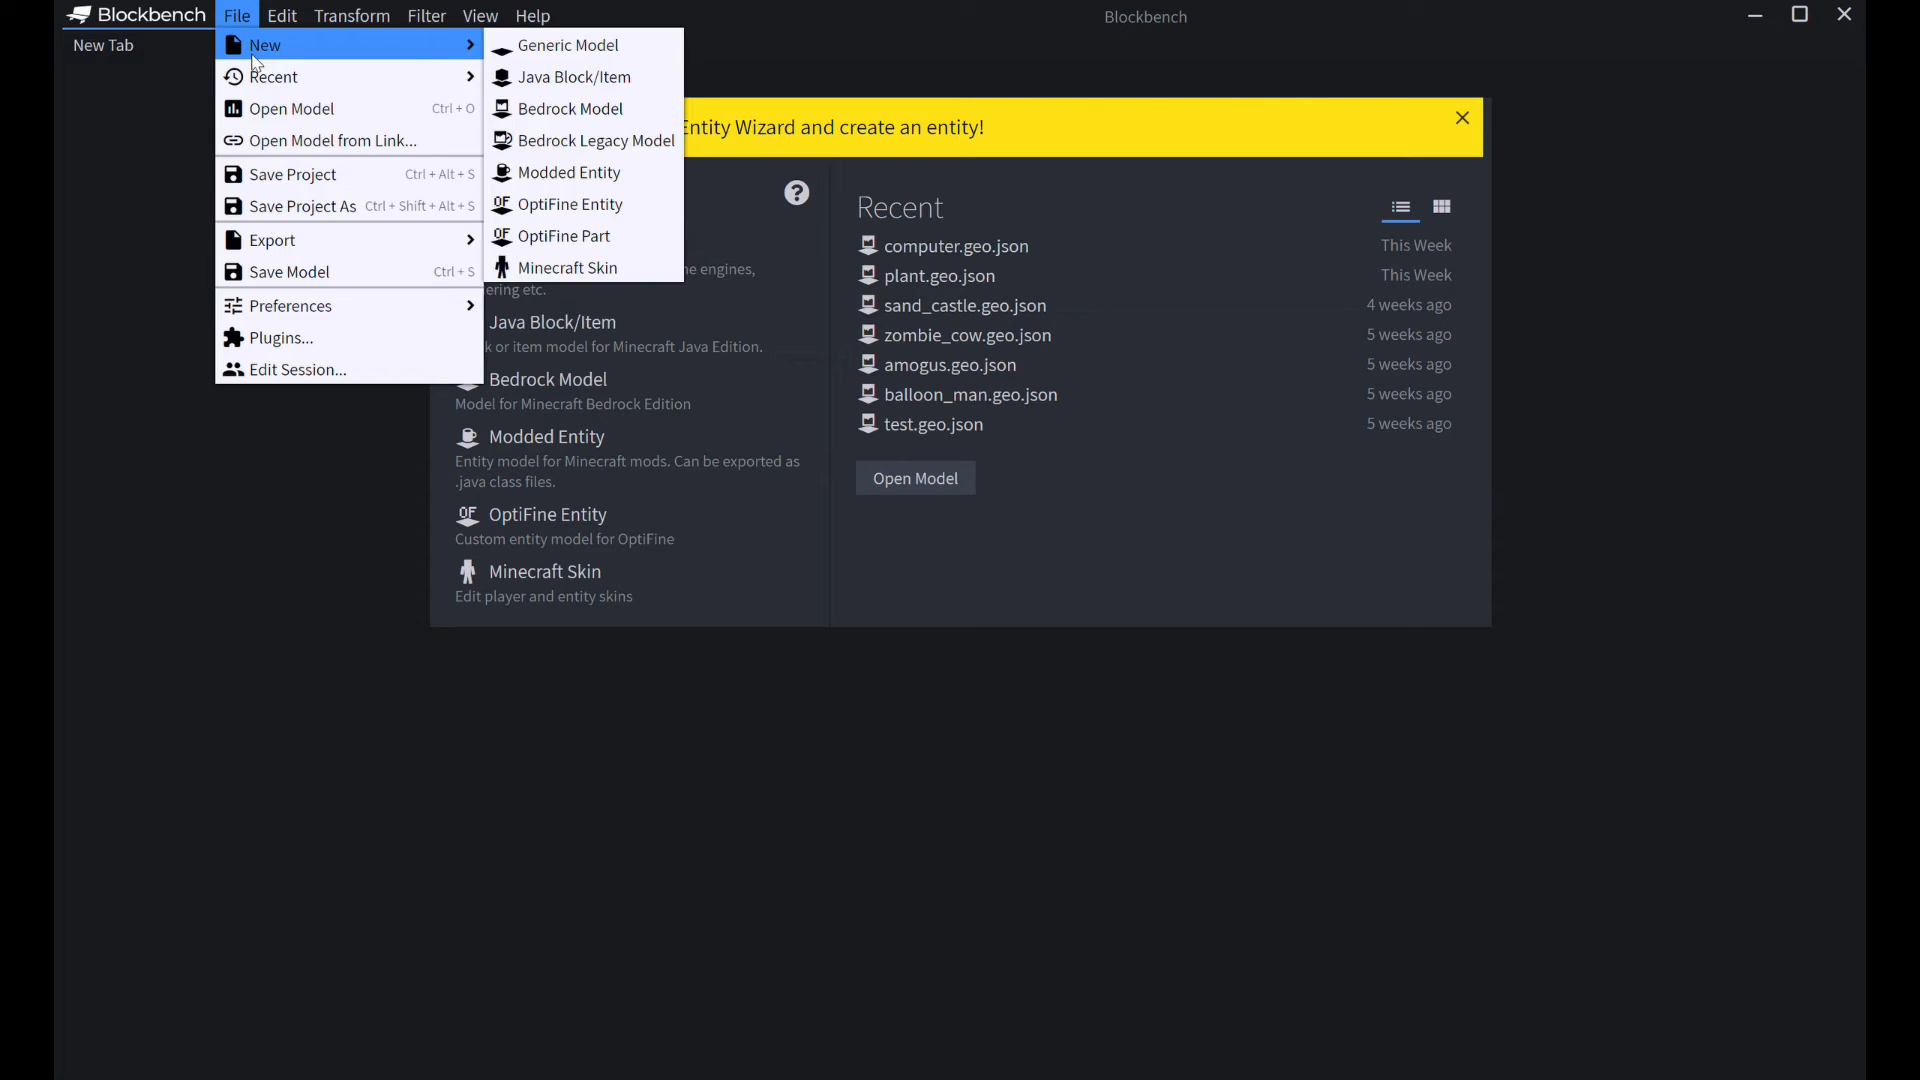 Blockbench File Edit Transform Filter View Help Blockbench
New Tab
New
Recent
Open Model Ctrl + O
Open Model from Link...
Save Project Ctrl + Alt + S
Save Project As Ctrl + Shift + Alt + S
Export
Save Model Ctrl + S
Preferences
Plugins...
Edit Session...
Generic Model
Java Block/Item
Bedrock Model
Bedrock Legacy Model
Modded Entity
OF OptiFine Entity
OF OptiFine Part
Minecraft Skin
Entity Wizard and create an entity!
engines,
etc.
Java Block/Item
or item model for Minecraft Java Edition.
Bedrock Model
Model for Minecraft Bedrock Edition
Modded Entity
Entity model for Minecraft mods. Can be exported as
.java class files.
OF OptiFine Entity
Custom entity model for OptiFine
Minecraft Skin
Edit player and entity skins
Recent
computer.geo.json This Week
plant.geo.json This Week
sand_castle.geo.json 4 weeks ago
zombie_cow.geo.json 5 weeks ago
amogus.geo.json 5 weeks ago
balloon_man.geo.json 5 weeks ago
test.geo.json 5 weeks ago
Open Model